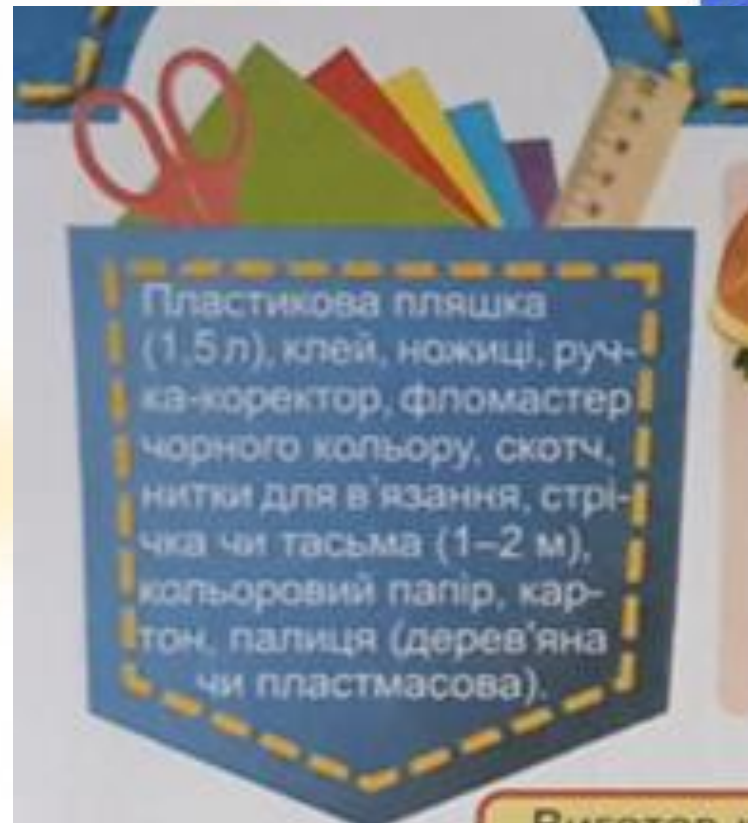 Пластикова пляшка
(1,5 л), клей, ножиці, руч-
ка-коректор, фломастер
чорного кольору, скотч,
нитки для в'язання, стрі-
чка чи тасьма (1–2 м),
кольоровий папір, кар-
тон, палиця (дерев'яна
чи пластмасова).